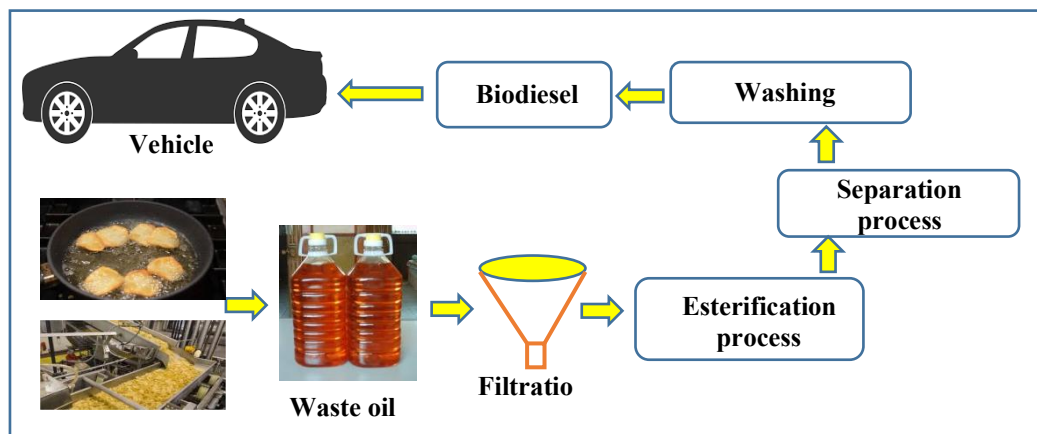 Biodiesel
Washing
Vehicle
Separation
process
Esterification
process
Filtratio
Waste oil